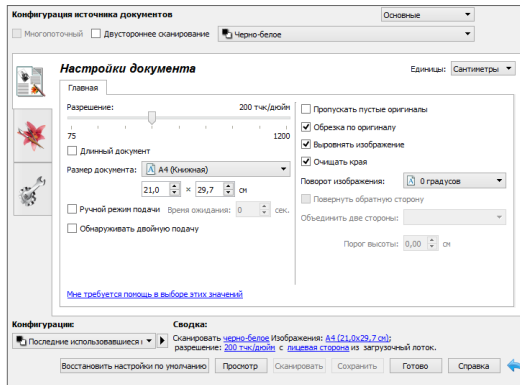 Конфигурация источника документов
Основные
Многопоточный Двустороннее сканирование Черно-белое
Настройки документа
Единицы: Сантиметры
Главная
Разрешение: 200 тчк/дюйм
75 1200
Длинный документ
Размер документа: A4 (Книжная)
21,0 × 29,7 см
Ручной режим подачи Время ожидания: 0 сек.
Обнаруживать двойную подачу
Мне требуется помощь в выборе этих значений
Пропускать пустые оригиналы
Обрезка по оригиналу
Выровнять изображение
Очищать края
Поворот изображения: 0 градусов
Повернуть обратную сторону
Объединить две стороны:
Порог высоты: 0,00 см
Конфигурации:
Последние использовавшиеся
Сводка:
Сканировать черно-белое Изображения: A4 (21,0x29,7 см);
разрешение: 200 тчк/дюйм с лицевая сторона из загрузочный лоток.
Восстановить настройки по умолчанию Просмотр Сканировать Сохранить Готово Справка